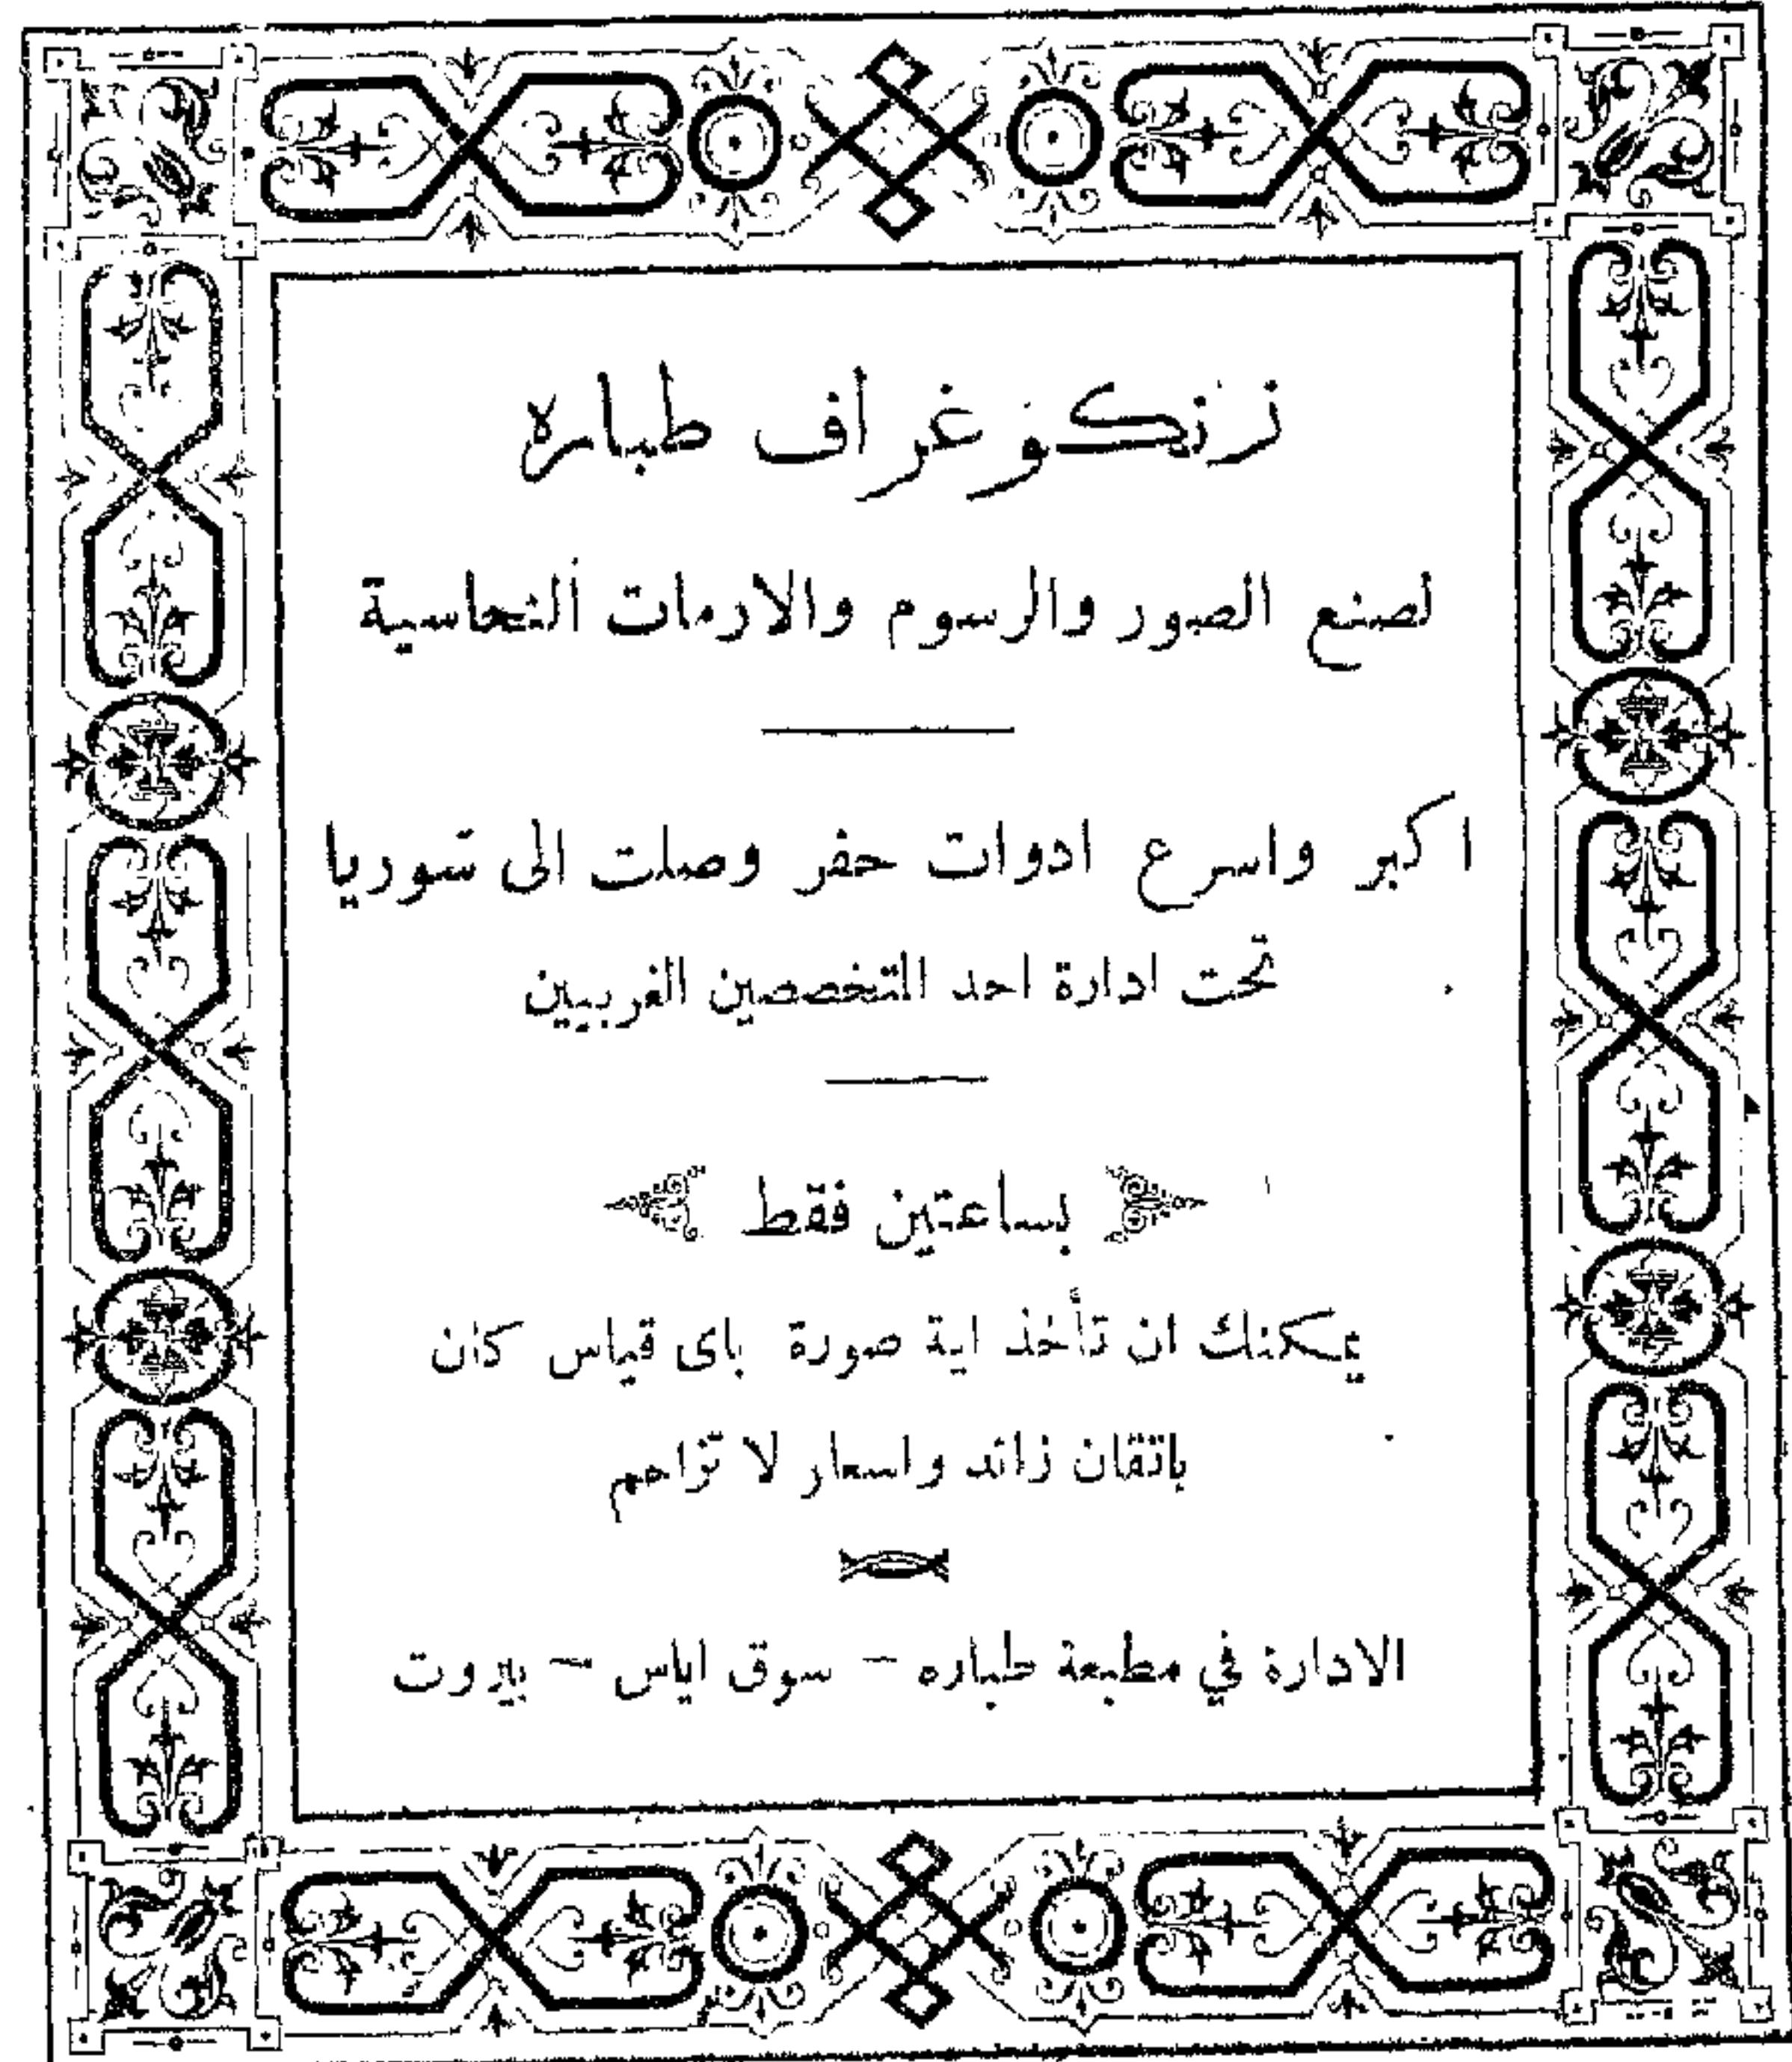 زنكوغراف طباره
لصنع الصور والرسوم والارمات النحاسية
اكبر واسرع ادوات حفر وصلت الى سوريا
تحت ادارة احد المتخصصين الغربيين
بساعتين فقط
يمكنك ان تأخذ اية صورة باى قياس كان
باتقان زائد واسعار لا تزاحم
الادارة في مطبعة طباره – سوق اياس – بيروت